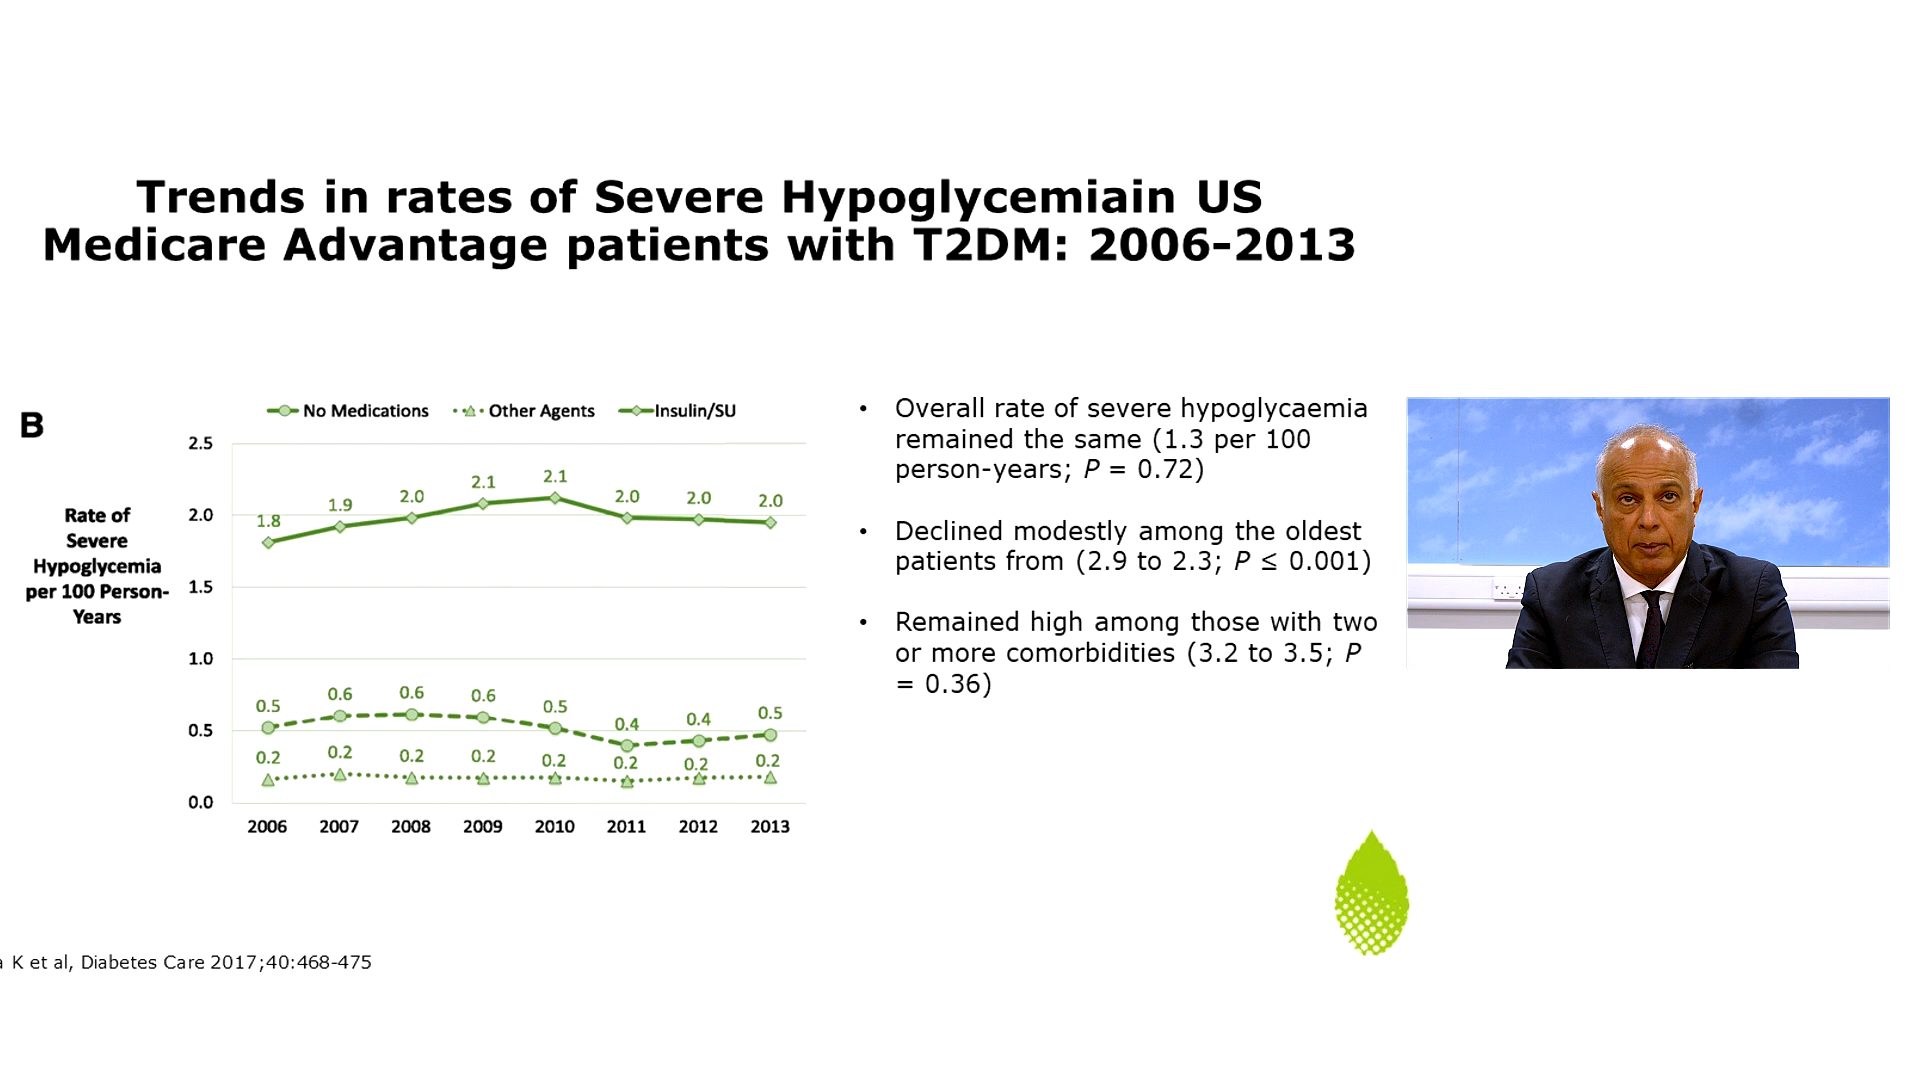 Trends in rates of Severe Hypoglycemiain US
Medicare Advantage patients with T2DM: 2006-2013
B
No Medications Other Agents Insulin/SU
Rate of
Severe
Hypoglycemia
per 100 Person-
Years
2.5
2.0
1.5
1.0
0.5
0.0
1.8 1.9 2.0 2.1 2.1 2.0 2.0 2.0
0.5 0.6 0.6 0.6 0.5 0.4 0.4 0.5
0.2 0.2 0.2 0.2 0.2 0.2 0.2 0.2
2006 2007 2008 2009 2010 2011 2012 2013
• Overall rate of severe hypoglycaemia
remained the same (1.3 per 100
person-years; P = 0.72)
• Declined modestly among the oldest
patients from (2.9 to 2.3; P ≤ 0.001)
• Remained high among those with two
or more comorbidities (3.2 to 3.5; P
= 0.36)
K et al, Diabetes Care 2017;40:468-475